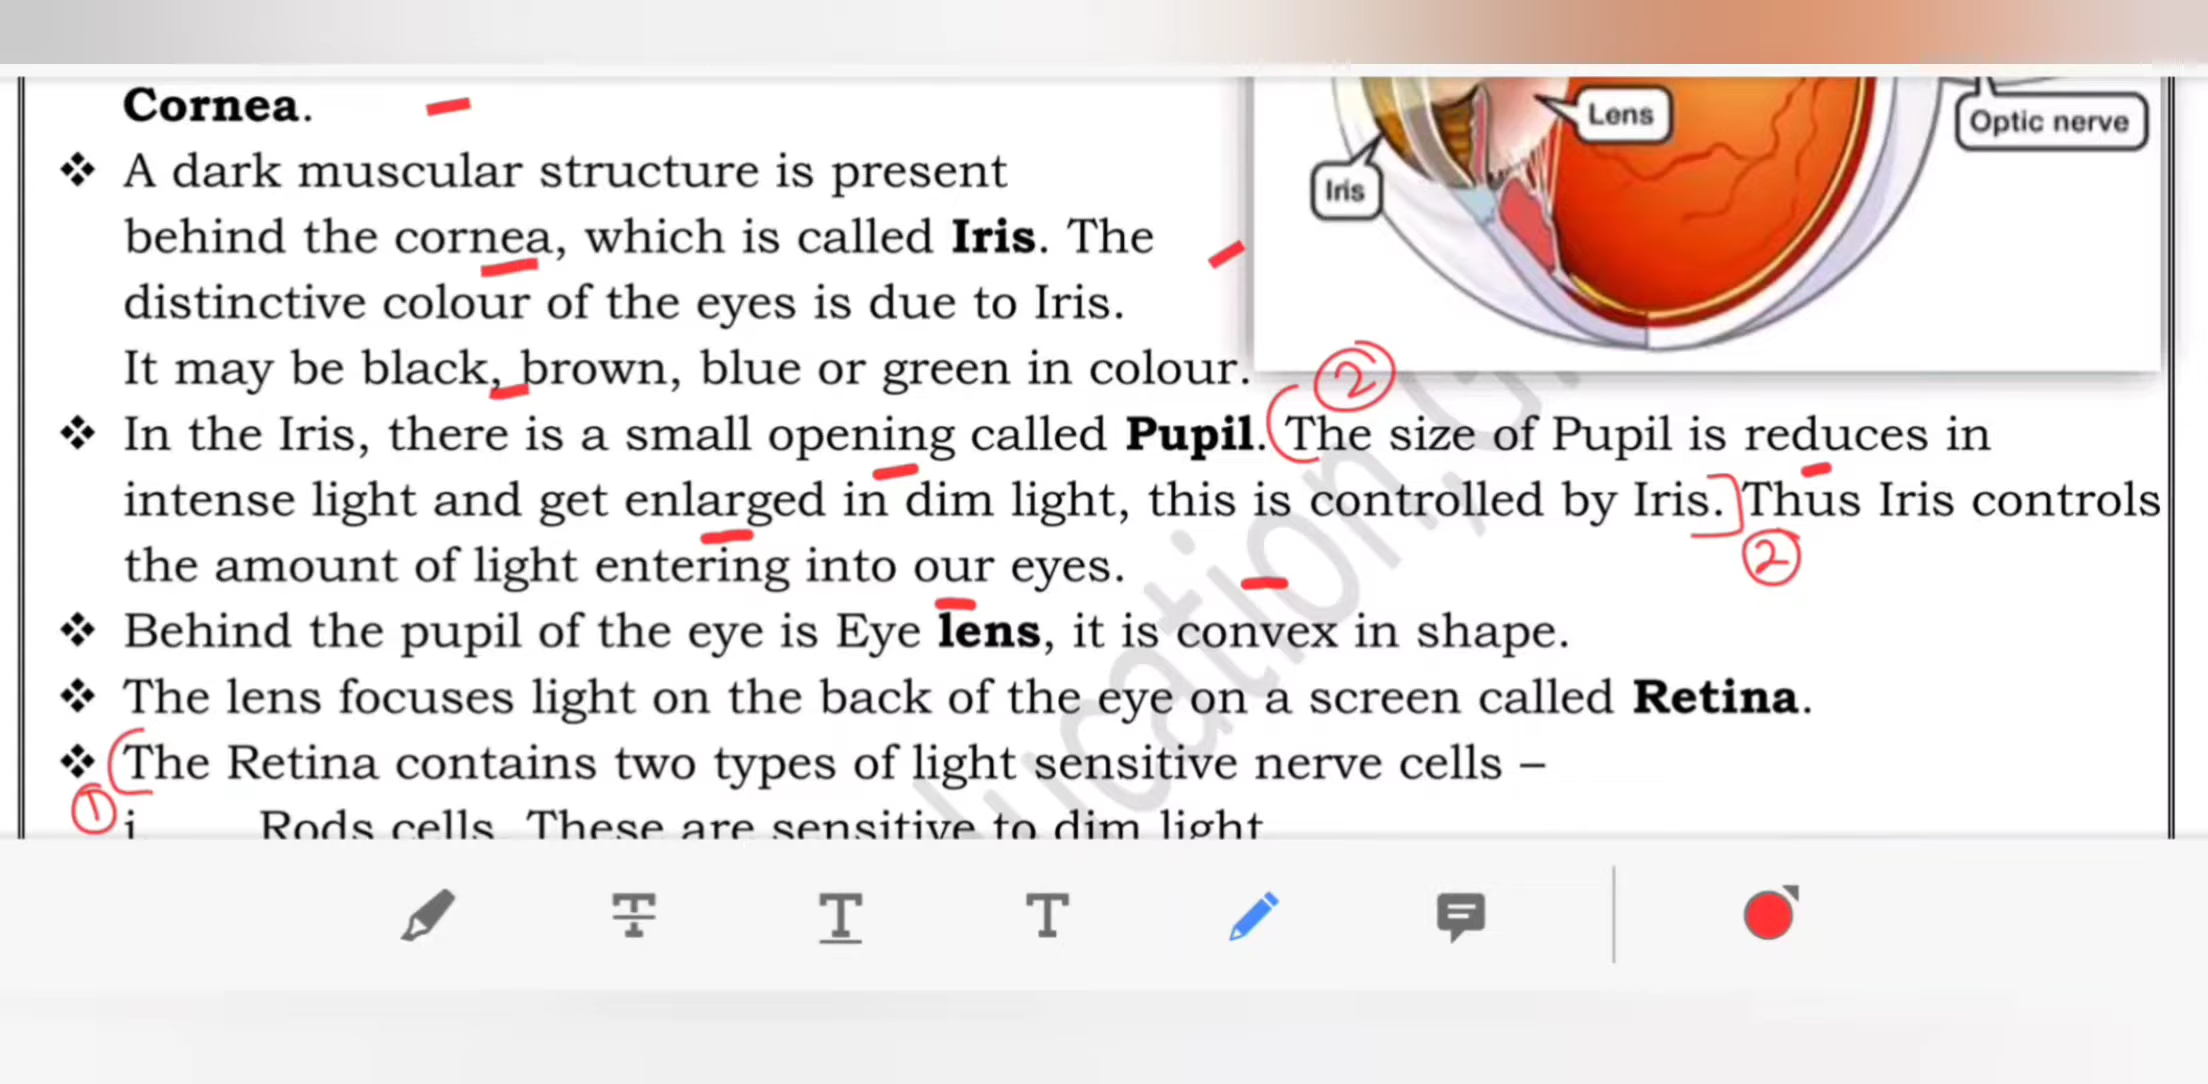 Cornea.
Lens
Optic nerve
Iris
❖ A dark muscular structure is present
behind the cornea, which is called Iris. The
distinctive colour of the eyes is due to Iris.
It may be black, brown, blue or green in colour.
②
❖ In the Iris, there is a small opening called Pupil. The size of Pupil is reduces in
intense light and get enlarged in dim light, this is controlled by Iris. Thus Iris controls
②
the amount of light entering into our eyes.
❖ Behind the pupil of the eye is Eye lens, it is convex in shape.
❖ The lens focuses light on the back of the eye on a screen called Retina.
❖ The Retina contains two types of light sensitive nerve cells –
①
i Rods cells. These are sensitive to dim light